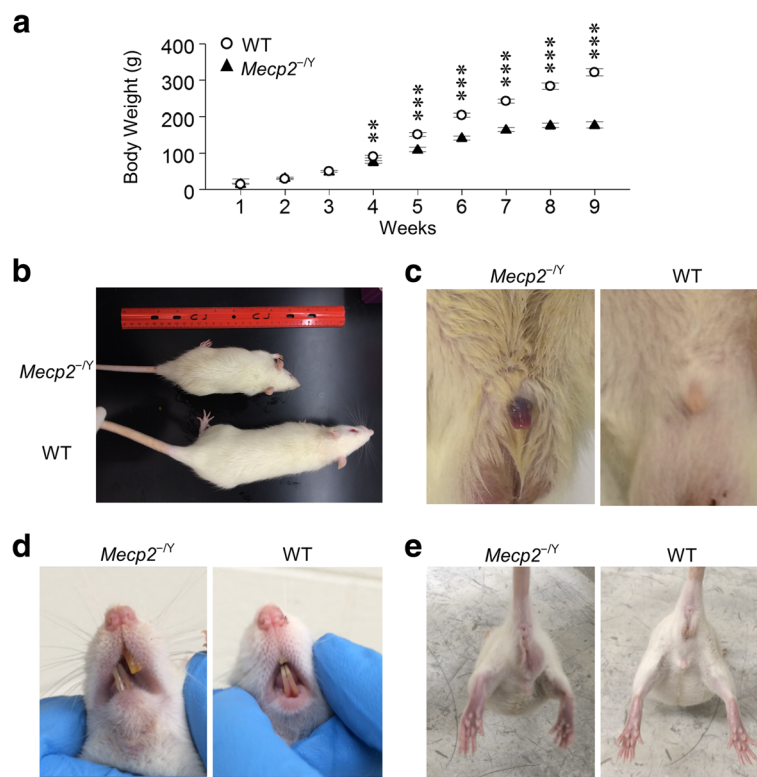 a
400
300
200
100
0
Body Weight (g)
WT
Mecp2⁻/Y
**
***
***
***
***
***
1 2 3 4 5 6 7 8 9
Weeks
b
Mecp2⁻/Y
WT
c
Mecp2⁻/Y WT
d
Mecp2⁻/Y WT
e
Mecp2⁻/Y WT